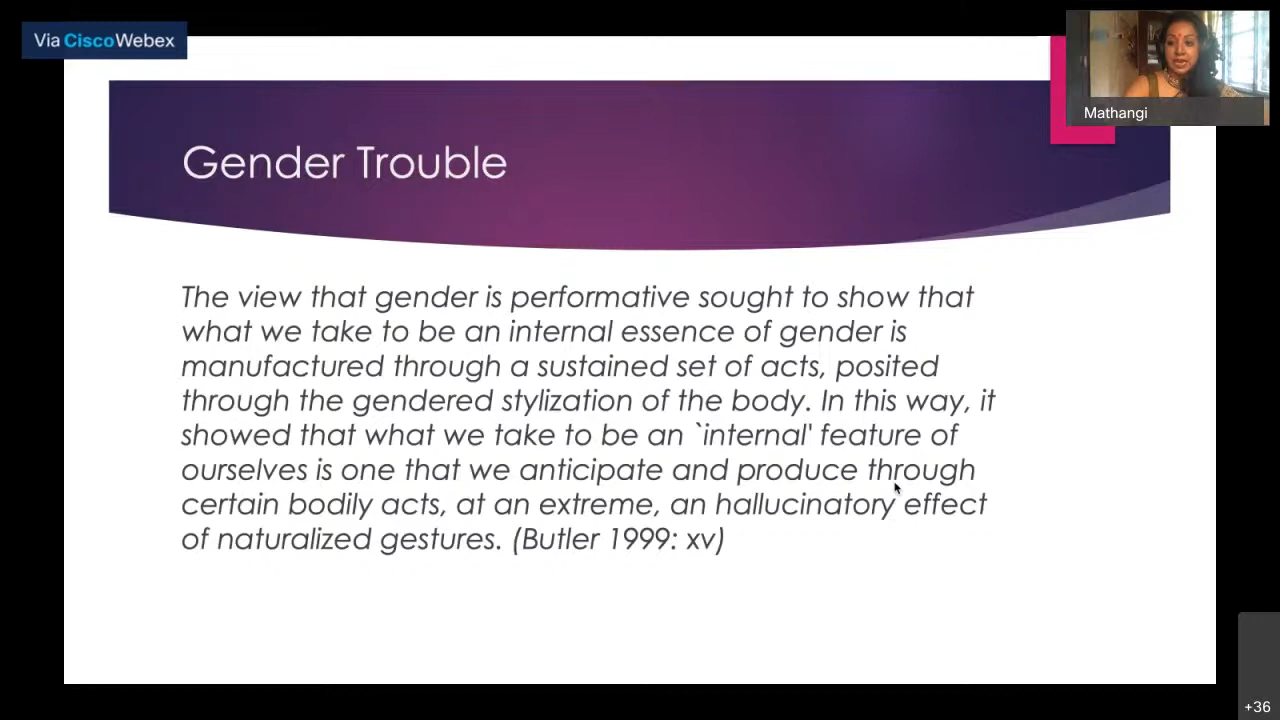 Via CiscoWebex
Mathangi
Gender Trouble
The view that gender is performative sought to show that
what we take to be an internal essence of gender is
manufactured through a sustained set of acts, posited
through the gendered stylization of the body. In this way, it
showed that what we take to be an `internal' feature of
ourselves is one that we anticipate and produce through
certain bodily acts, at an extreme, an hallucinatory effect
of naturalized gestures. (Butler 1999: xv)
+36